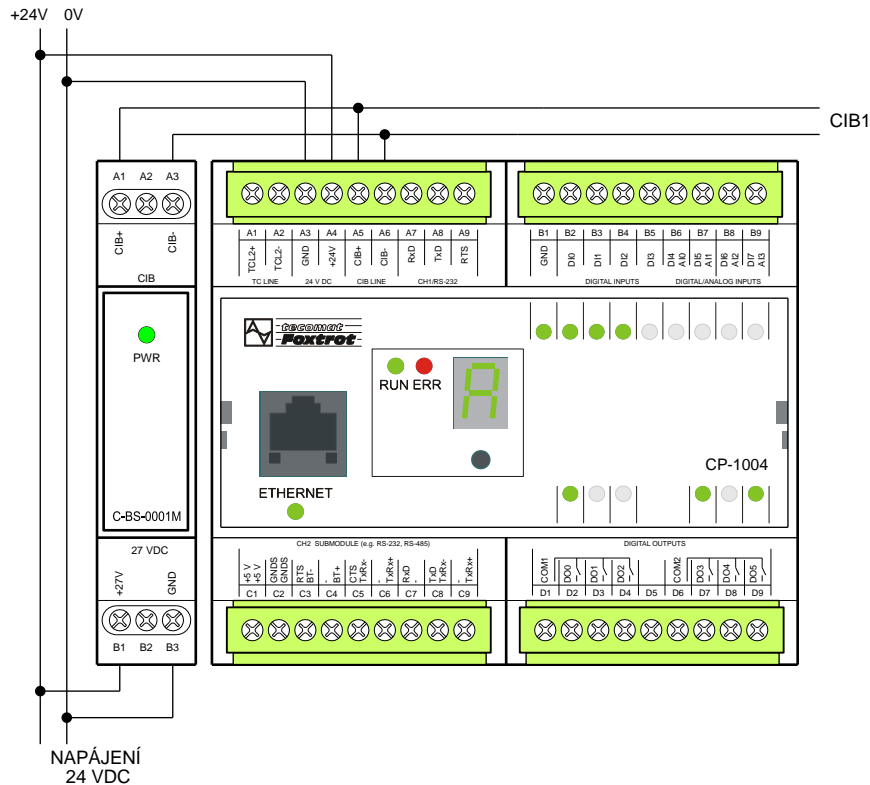 +24V 0V
CIB1
A1 A2 A3
CIB+ CIB-
CIB
PWR
C-BS-0001M
27 VDC
+27V GND
B1 B2 B3
A1 A2 A3 A4 A5 A6 A7 A8 A9
TCL2+ TCL2- GND +24V CIB+ CIB- RxD TxD RTS
TC LINE 24 V DC CIB LINE CH1/RS-232
B1 B2 B3 B4 B5 B6 B7 B8 B9
GND DI0 DI1 DI2 DI3 DI4 AI0 DI5 AI1 DI6 AI2 DI7 AI3
DIGITAL INPUTS DIGITAL/ANALOG INPUTS
tecomat
Foxtrot
RUN ERR
A
ETHERNET
CP-1004
CH2 SUBMODULE (e.g. RS-232, RS-485)
+5 V +5 V GNDS GNDS RTS BT- - BT+ CTS TxRx- - TxRx+ RxD - TxD TxRx- - TxRx+
C1 C2 C3 C4 C5 C6 C7 C8 C9
DIGITAL OUTPUTS
COM1 DO0 DO1 DO2 COM2 DO3 DO4 DO5
D1 D2 D3 D4 D5 D6 D7 D8 D9
NAPÁJENÍ
24 VDC